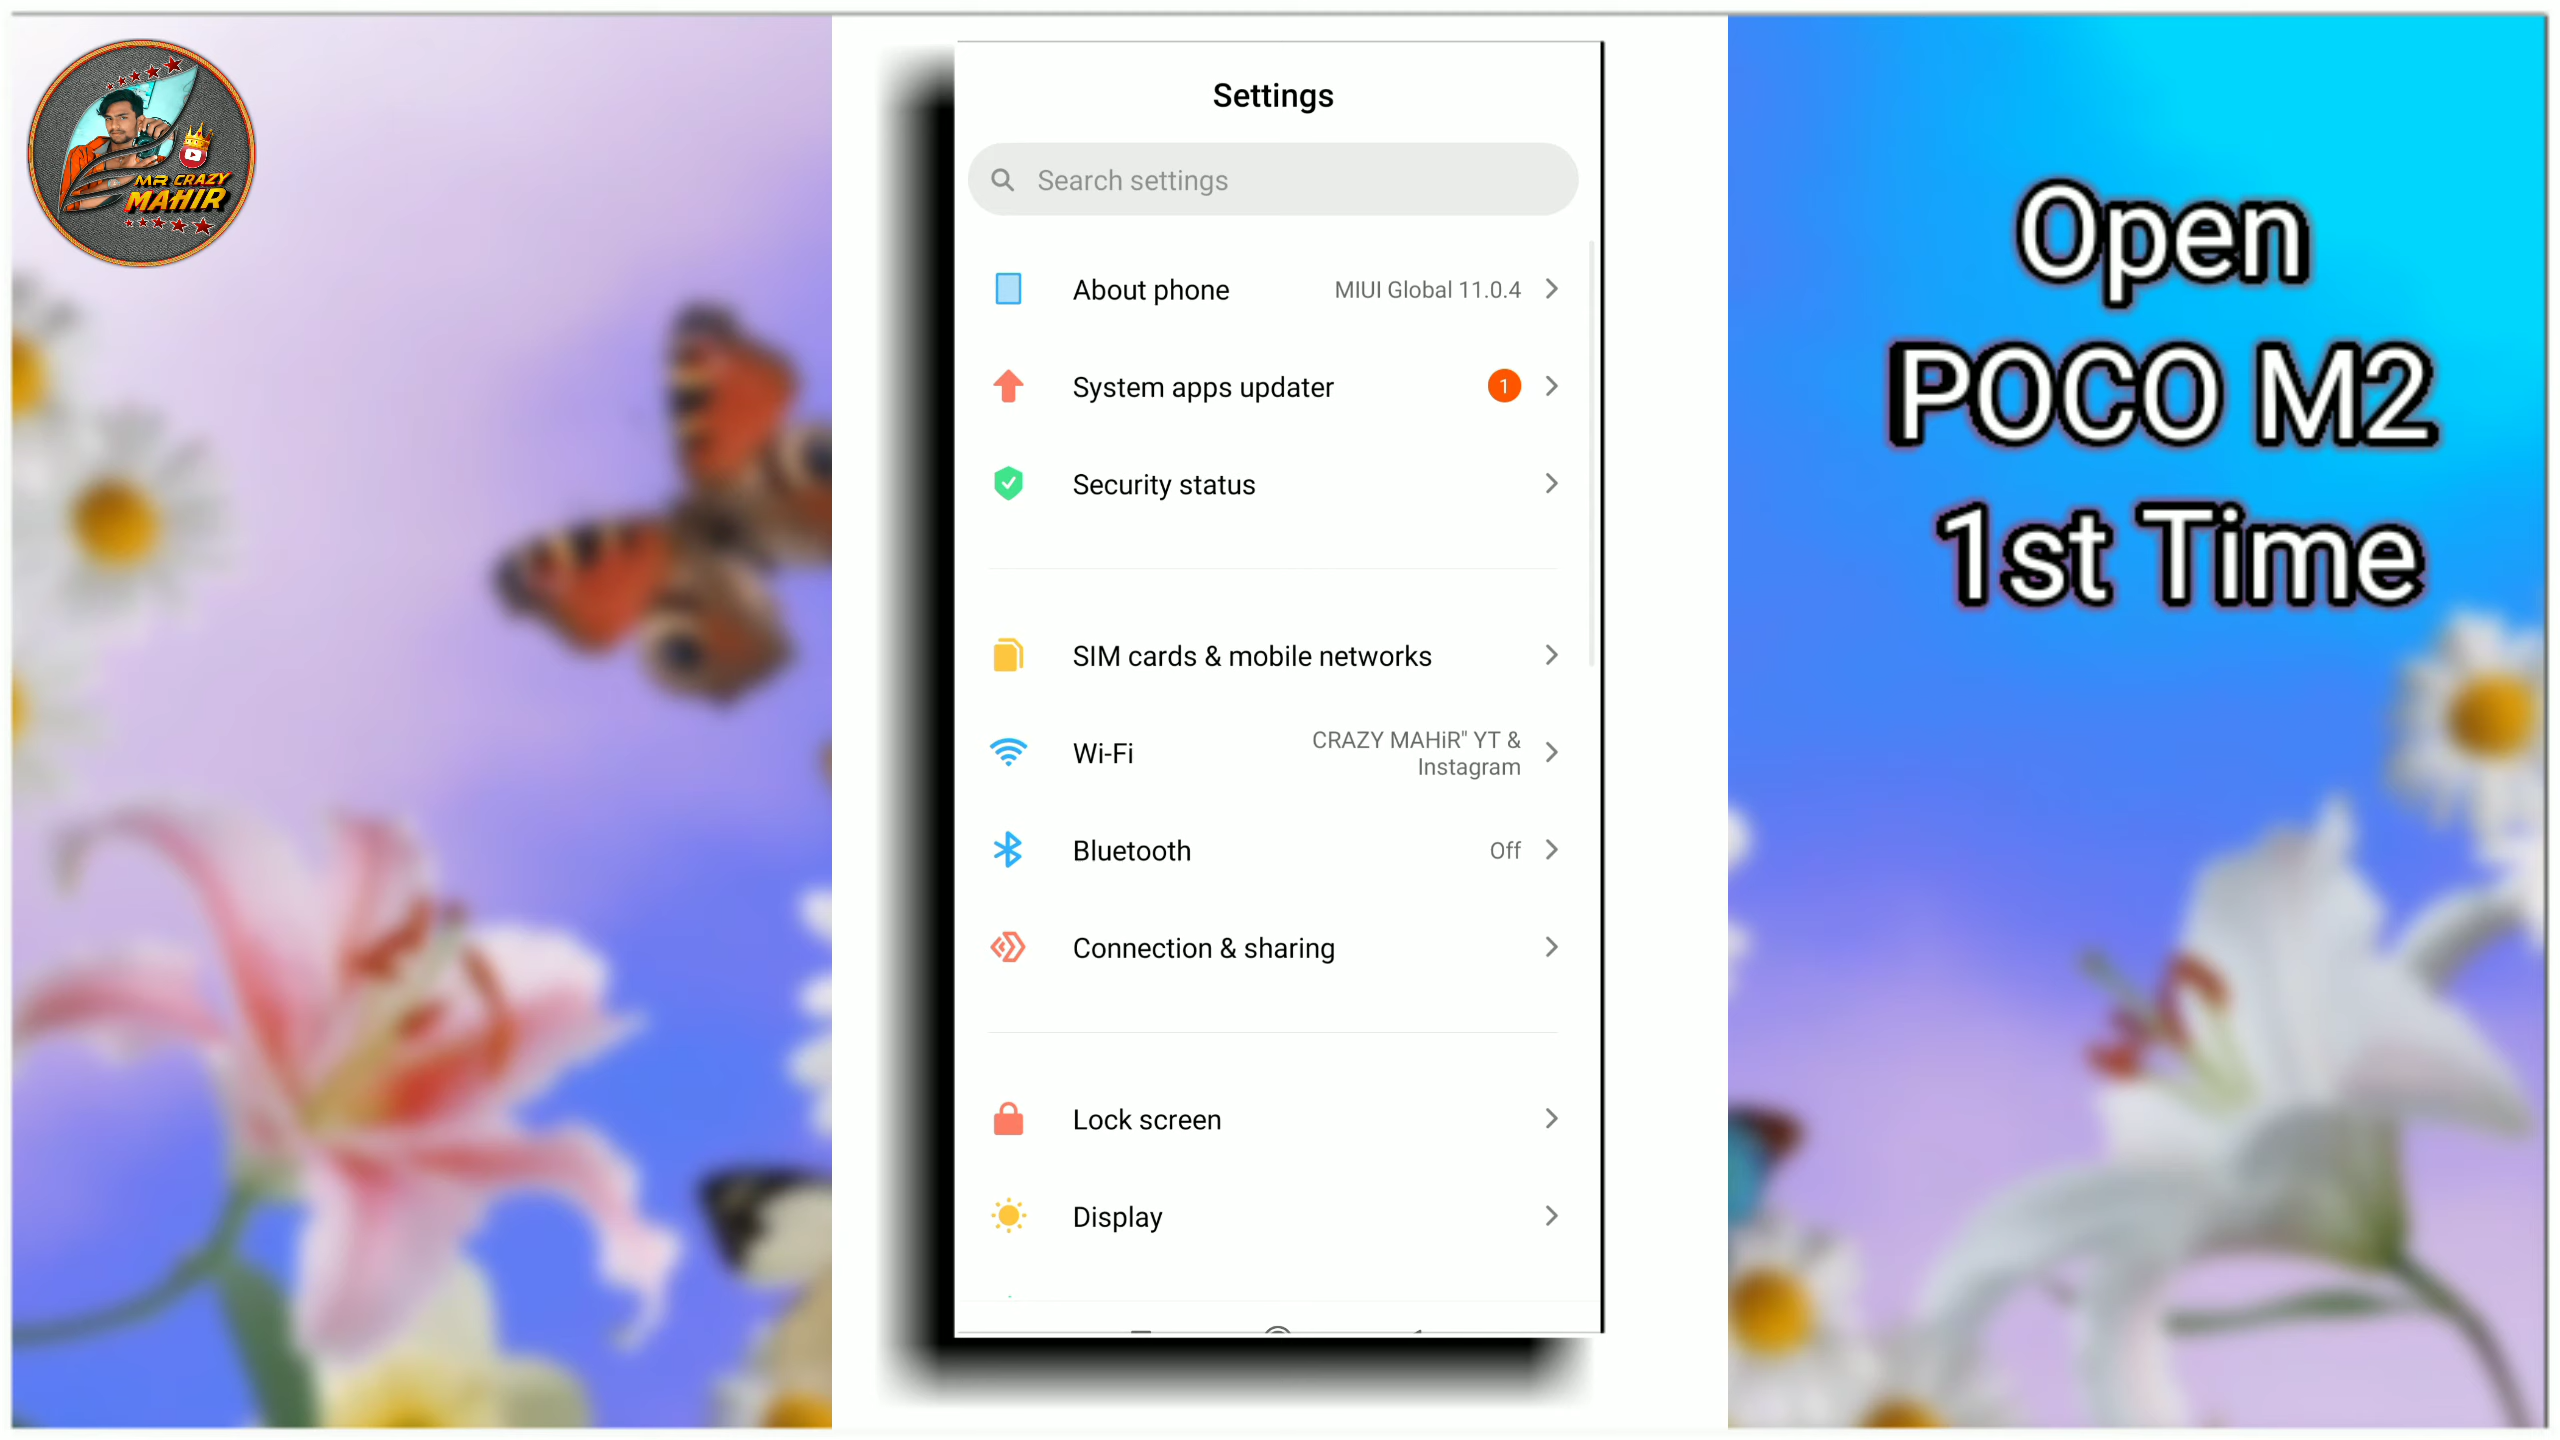 MR CRAZY
MAHIR
Settings
Search settings
About phone MIUI Global 11.0.4
System apps updater 1
Security status
SIM cards & mobile networks
Wi-Fi CRAZY MAHiR" YT &
Instagram
Bluetooth Off
Connection & sharing
Lock screen
Display
Open
POCO M2
1st Time